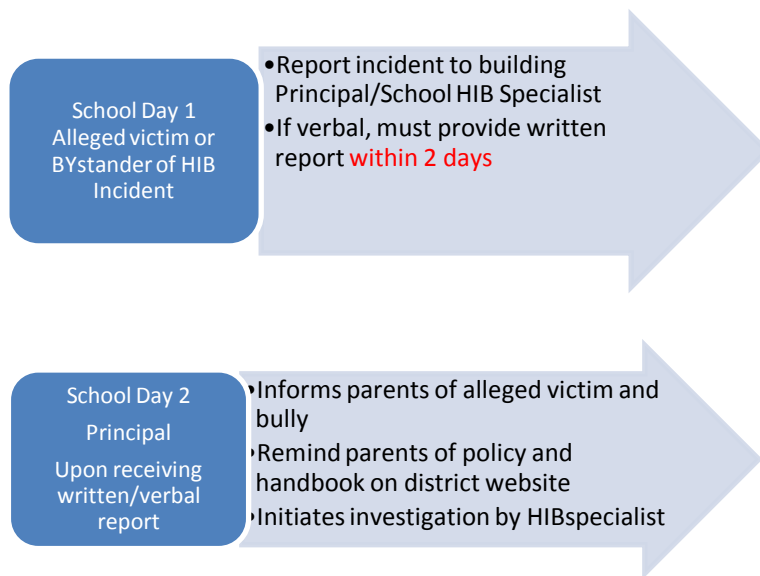 School Day 1
Alleged victim or
BYstander of HIB
Incident
•Report incident to building
Principal/School HIB Specialist
•If verbal, must provide written
report within 2 days
School Day 2
Principal
Upon receiving
written/verbal
report
•Informs parents of alleged victim and
bully
•Remind parents of policy and
handbook on district website
•Initiates investigation by HIBspecialist